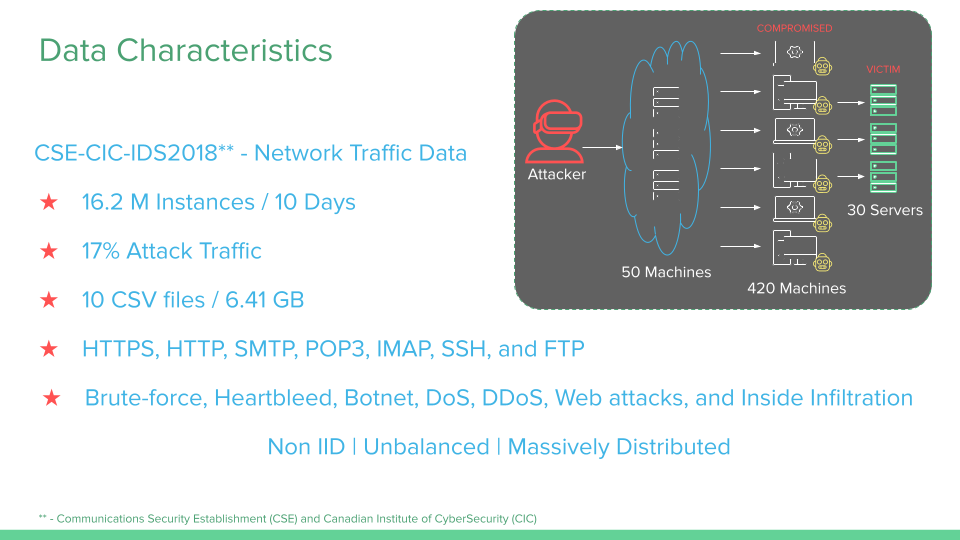 Data Characteristics
CSE-CIC-IDS2018** - Network Traffic Data
★ 16.2 M Instances / 10 Days
★ 17% Attack Traffic
★ 10 CSV files / 6.41 GB
★ HTTPS, HTTP, SMTP, POP3, IMAP, SSH, and FTP
★ Brute-force, Heartbleed, Botnet, DoS, DDoS, Web attacks, and Inside Infiltration
Non IID | Unbalanced | Massively Distributed
COMPROMISED
VICTIM
Attacker
30 Servers
50 Machines
420 Machines
** - Communications Security Establishment (CSE) and Canadian Institute of CyberSecurity (CIC)